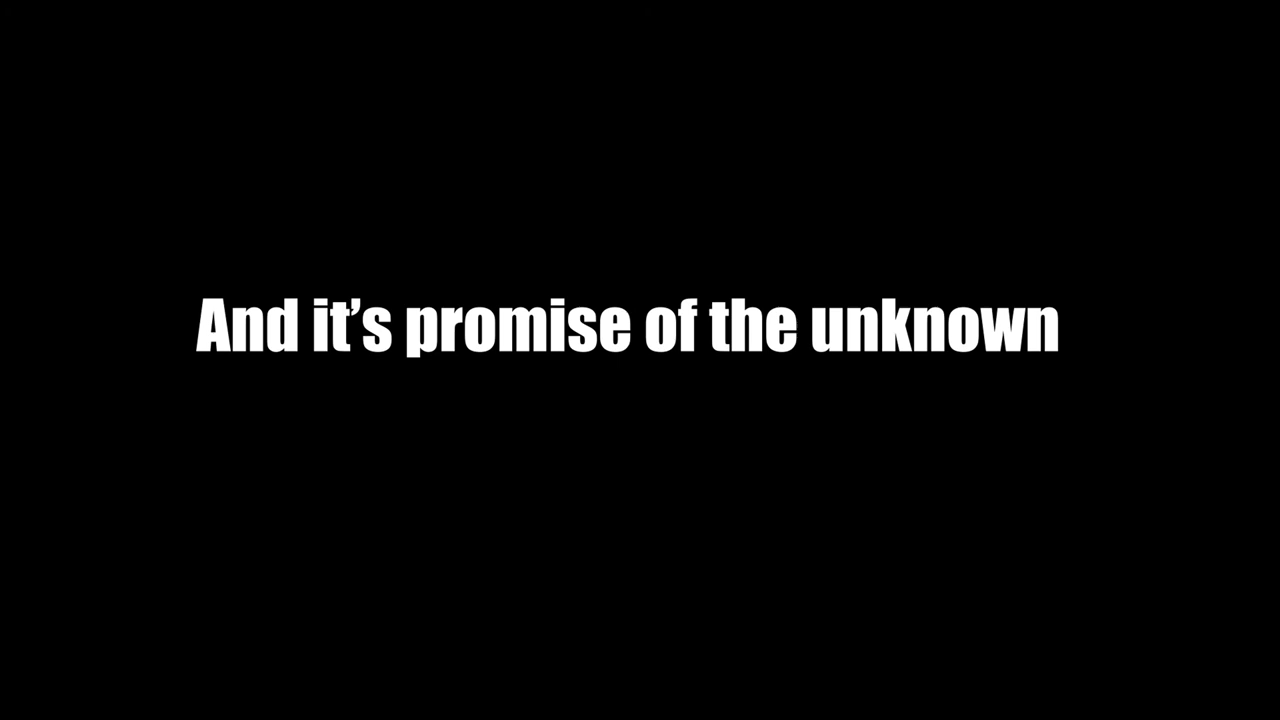 And it’s promise of the unknown